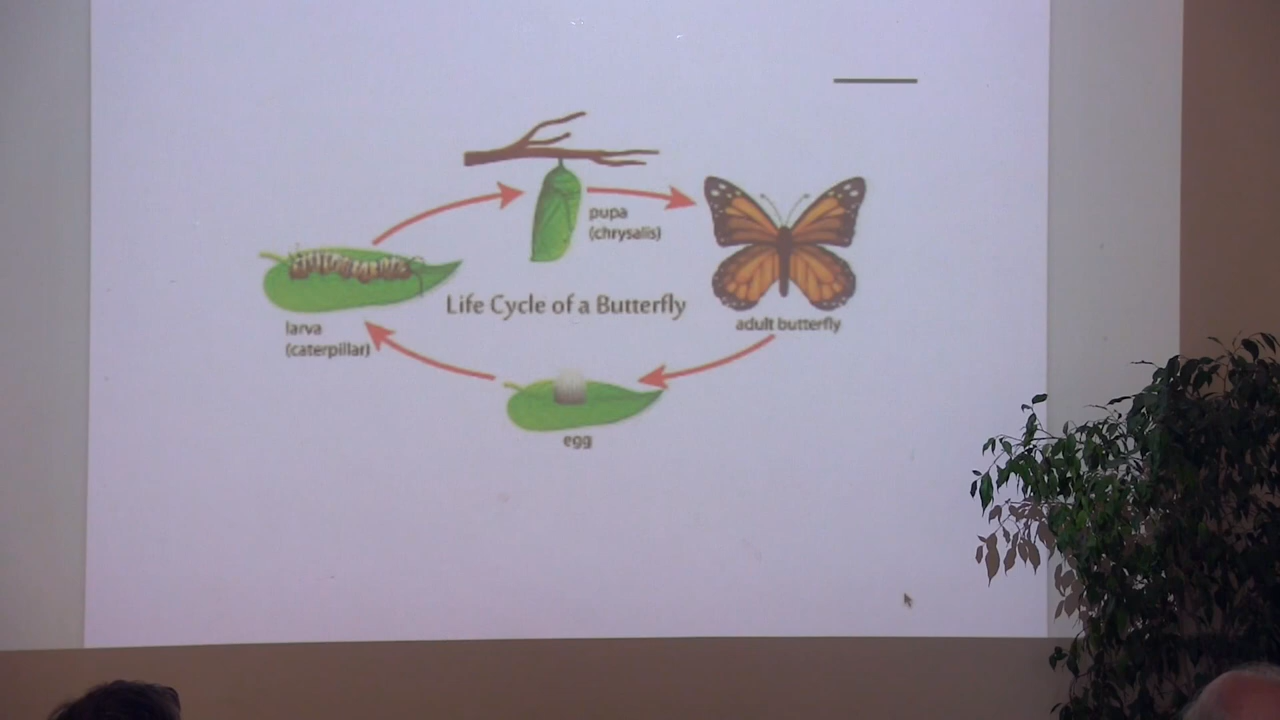 pupa
(chrysalis)
Life Cycle of a Butterfly
larva
(caterpillar)
adult butterfly
egg